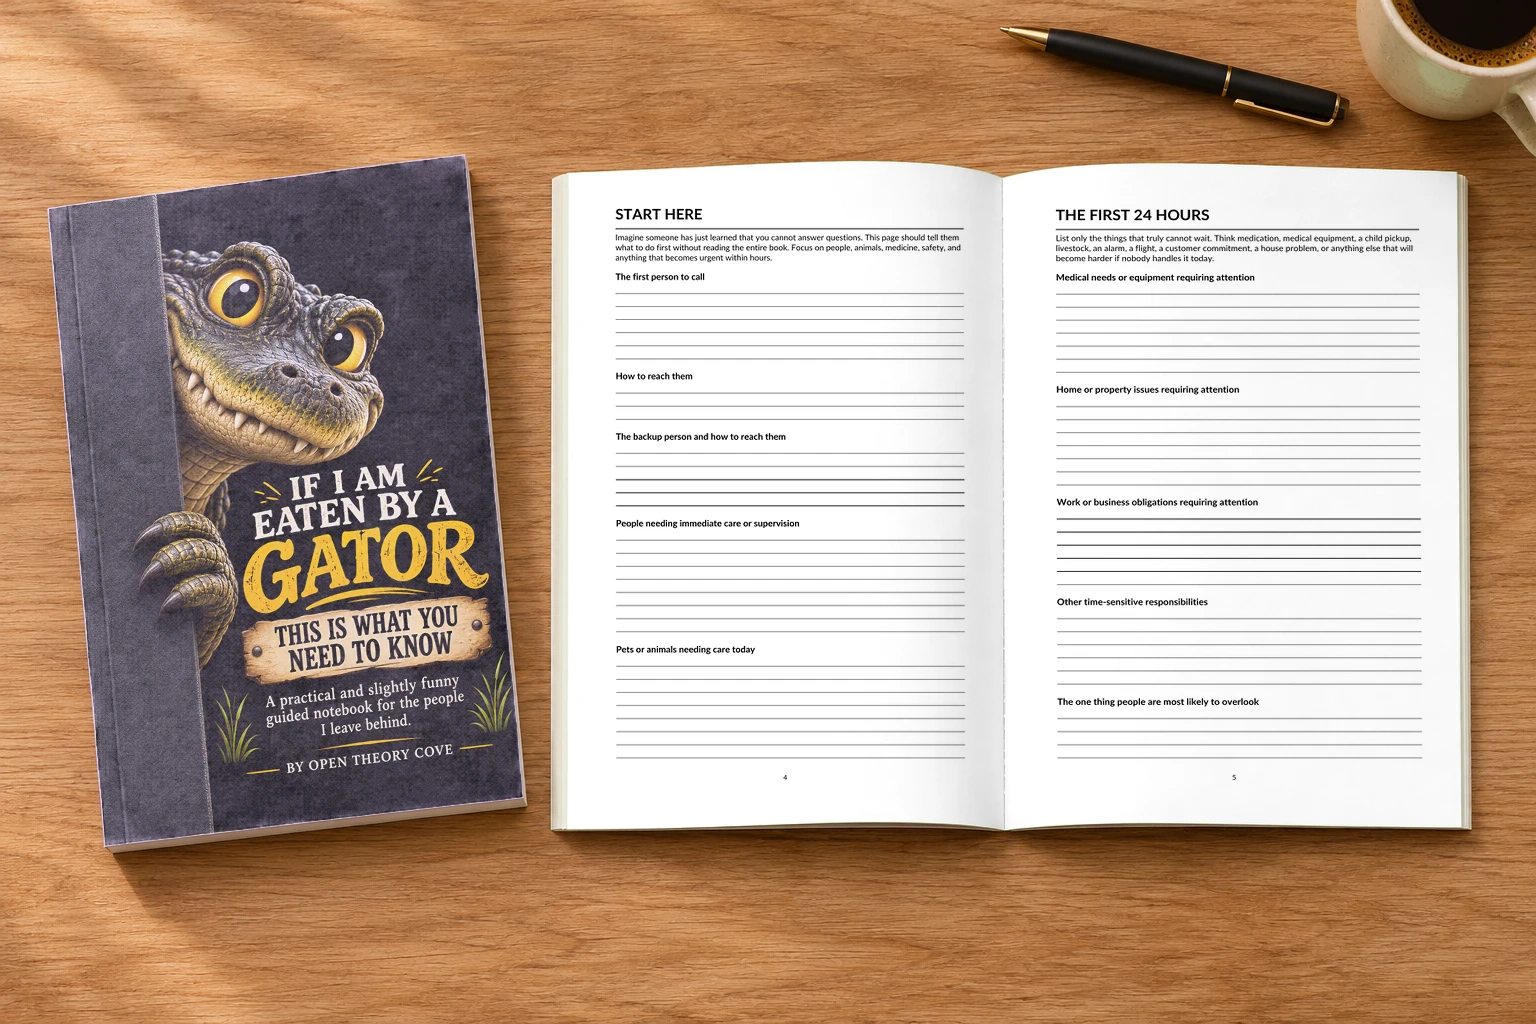 IF I AM
EATEN BY A
GATOR
THIS IS WHAT YOU
NEED TO KNOW
A practical and slightly funny
guided notebook for the people
I leave behind.
BY OPEN THEORY COVE
START HERE
Imagine someone has just learned that you cannot answer questions. This page should tell them
what to do first without reading the entire book. Focus on people, animals, medicine, safety, and
anything that becomes urgent within hours.
The first person to call
How to reach them
The backup person and how to reach them
People needing immediate care or supervision
Pets or animals needing care today
4
THE FIRST 24 HOURS
List only the things that truly cannot wait. Think medication, medical equipment, a child pickup,
livestock, an alarm, a flight, a customer commitment, a house problem, or anything else that will
become harder if nobody handles it today.
Medical needs or equipment requiring attention
Home or property issues requiring attention
Work or business obligations requiring attention
Other time-sensitive responsibilities
The one thing people are most likely to overlook
5